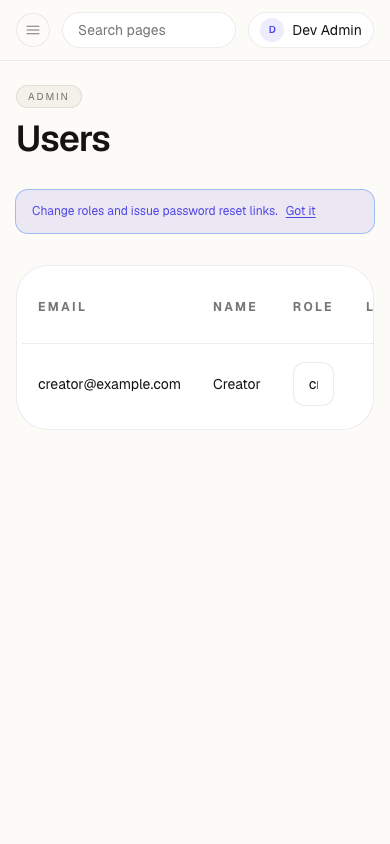 Search pages
D Dev Admin
ADMIN
Users
Change roles and issue password reset links. Got it
EMAIL NAME ROLE L
creator@example.com Creator